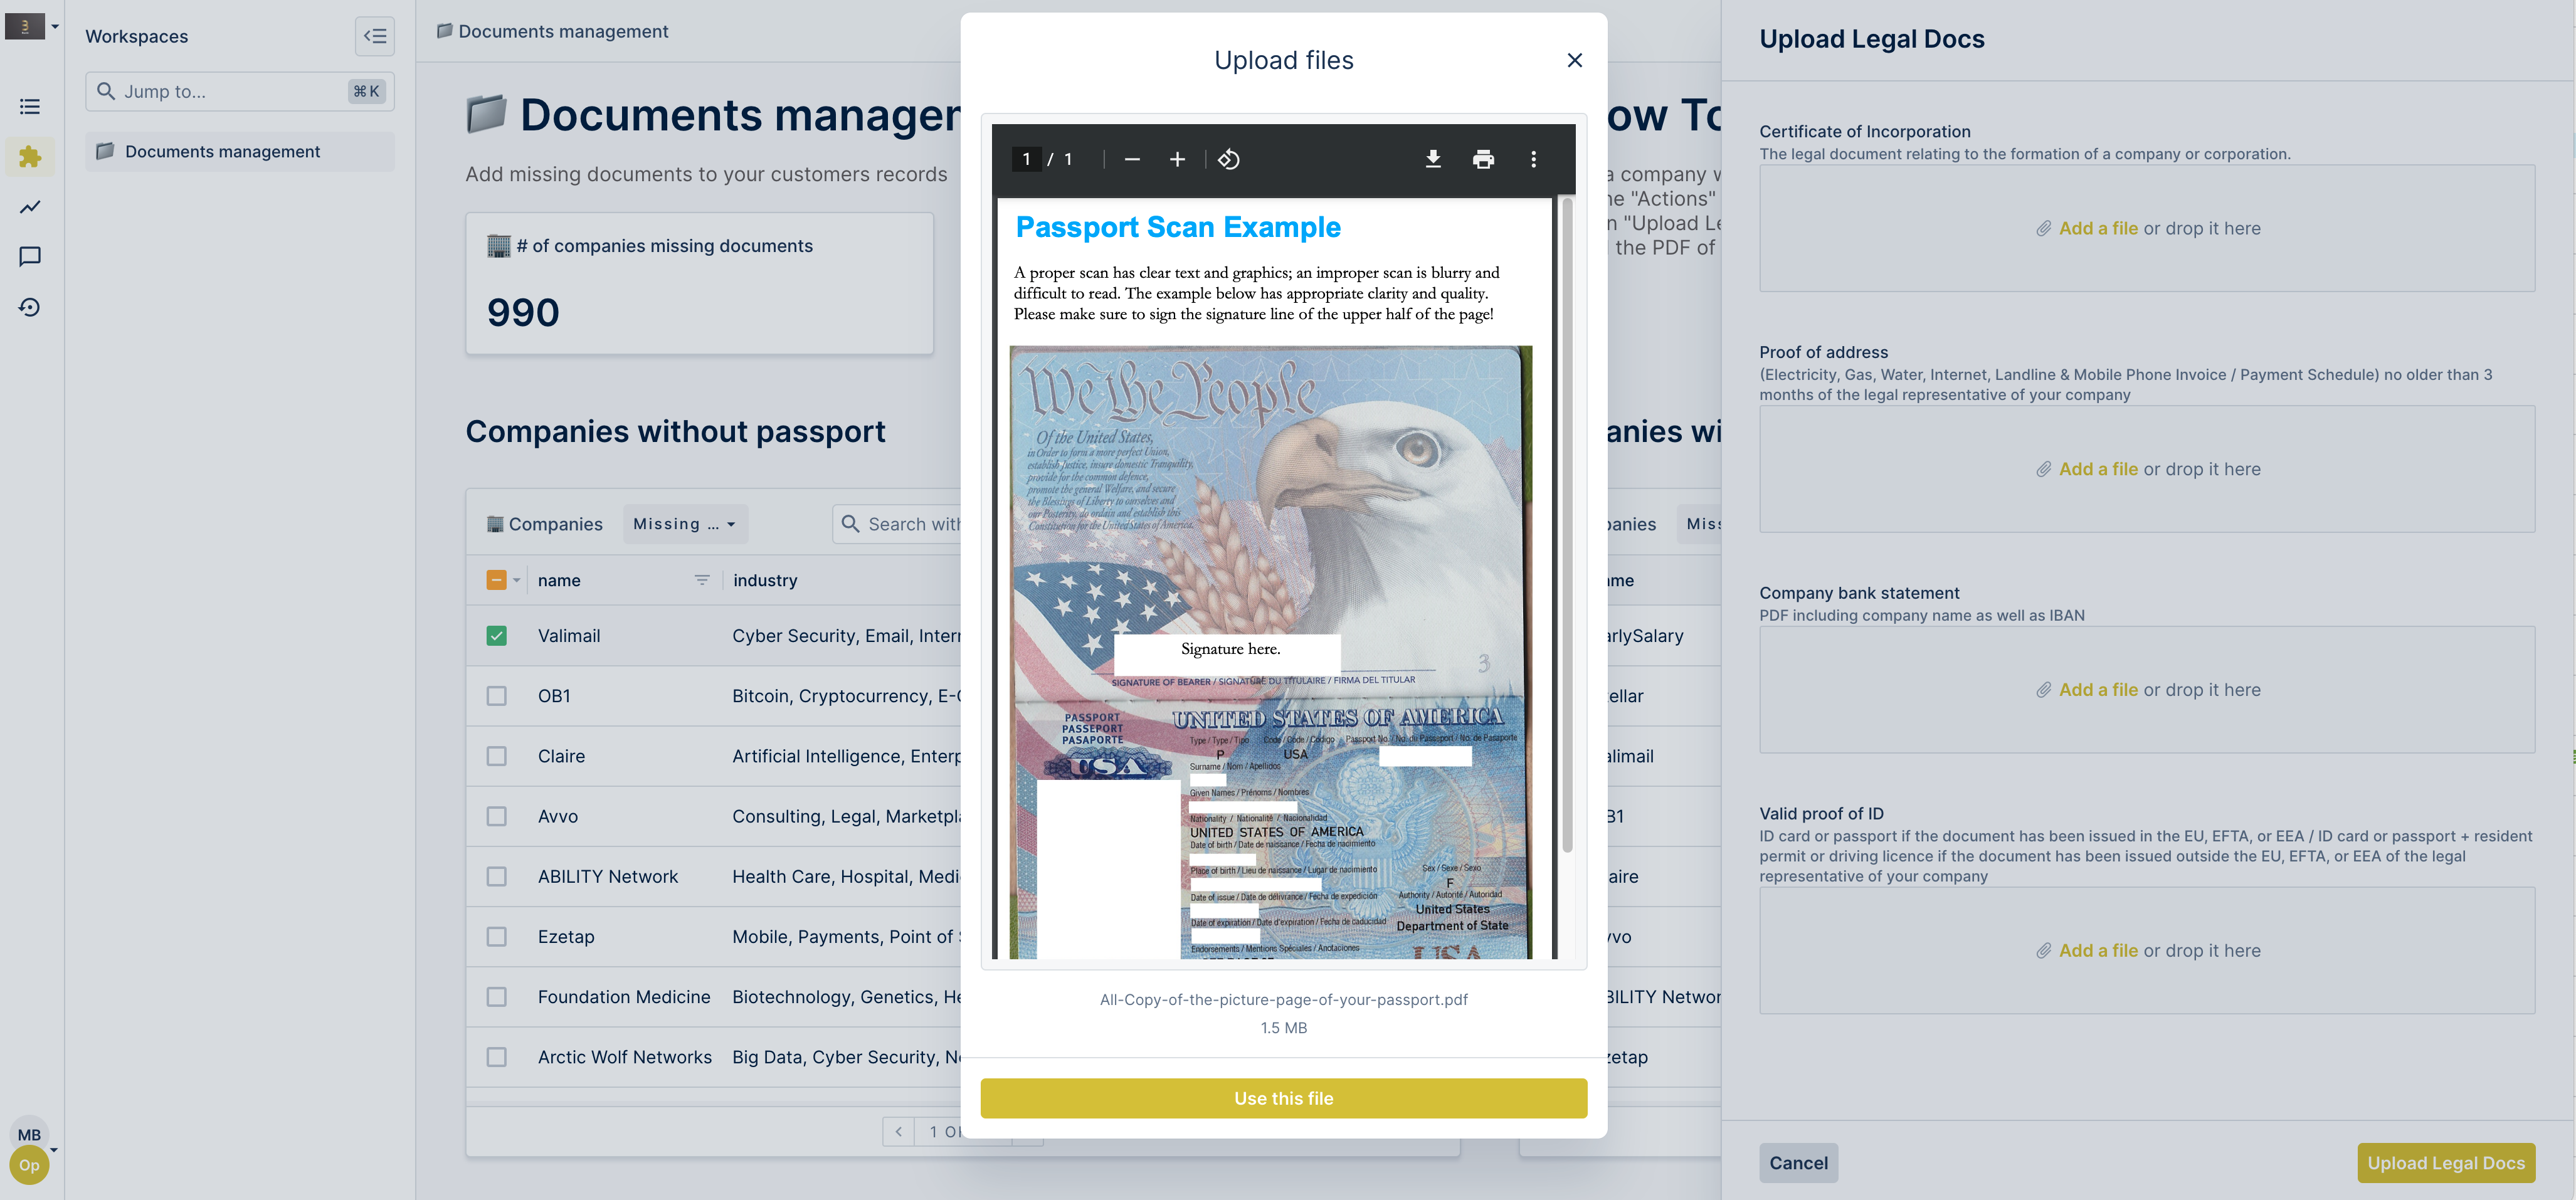 Workspaces
Jump to...
⌘ K
Documents management
MB
Op
Documents management
Documents manager
Add missing documents to your customers records
# of companies missing documents
990
Companies without passport
Companies
Missing ...
Search with
name
industry
Valimail
Cyber Security, Email, Intern
OB1
Bitcoin, Cryptocurrency, E-C
Claire
Artificial Intelligence, Enterp
Avvo
Consulting, Legal, Marketpla
ABILITY Network
Health Care, Hospital, Medi
Ezetap
Mobile, Payments, Point of S
Foundation Medicine
Biotechnology, Genetics, He
Arctic Wolf Networks
Big Data, Cyber Security, Ne
1 OF
ow To
a company w
ne "Actions"
n "Upload Le
the PDF of
anies wi
panies
Miss
ame
arlySalary
tellar
alimail
B1
laire
vvo
BILITY Networ
zetap
Upload files
1 / 1
Passport Scan Example
A proper scan has clear text and graphics; an improper scan is blurry and
difficult to read. The example below has appropriate clarity and quality.
Please make sure to sign the signature line of the upper half of the page!
We the People
Of the United States,
in Order to form a more perfect Union,
establish Justice, insure domestic Tranquility,
provide for the common defence,
promote the general Welfare, and secure
the Blessings of Liberty to ourselves and
our Posterity, do ordain and establish this
Constitution for the United States of America.
Signature here.
3
SIGNATURE OF BEARER / SIGNATURE DU TITULAIRE / FIRMA DEL TITULAR
PASSPORT
PASSEPORT
PASAPORTE
USA
UNITED STATES OF AMERICA
Type / Type / Tipo
Code / Code / Código
Passport No. / No. du Passeport / No. de Pasaporte
P
USA
Surname / Nom / Apellidos
Given Names / Prénoms / Nombres
Nationality / Nationalité / Nacionalidad
UNITED STATES OF AMERICA
Date of birth / Date de naissance / Fecha de nacimiento
Place of birth / Lieu de naissance / Lugar de nacimiento
Sex / Sexe / Sexo
F
Date of issue / Date de délivrance / Fecha de expedición
Authority / Autorité / Autoridad
United States
Department of State
Date of expiration / Date d'expiration / Fecha de caducidad
Endorsements / Mentions Spéciales / Anotaciones
USA
All-Copy-of-the-picture-page-of-your-passport.pdf
1.5 MB
Use this file
Upload Legal Docs
Certificate of Incorporation
The legal document relating to the formation of a company or corporation.
Add a file or drop it here
Proof of address
(Electricity, Gas, Water, Internet, Landline & Mobile Phone Invoice / Payment Schedule) no older than 3
months of the legal representative of your company
Add a file or drop it here
Company bank statement
PDF including company name as well as IBAN
Add a file or drop it here
Valid proof of ID
ID card or passport if the document has been issued in the EU, EFTA, or EEA / ID card or passport + resident
permit or driving licence if the document has been issued outside the EU, EFTA, or EEA of the legal
representative of your company
Add a file or drop it here
Cancel
Upload Legal Docs